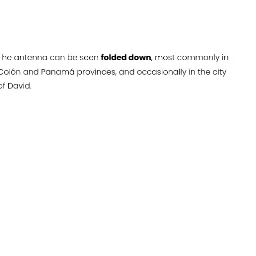 he antenna can be seen folded down, most commonly in
Colón and Panamá provinces, and occasionally in the city
of David.